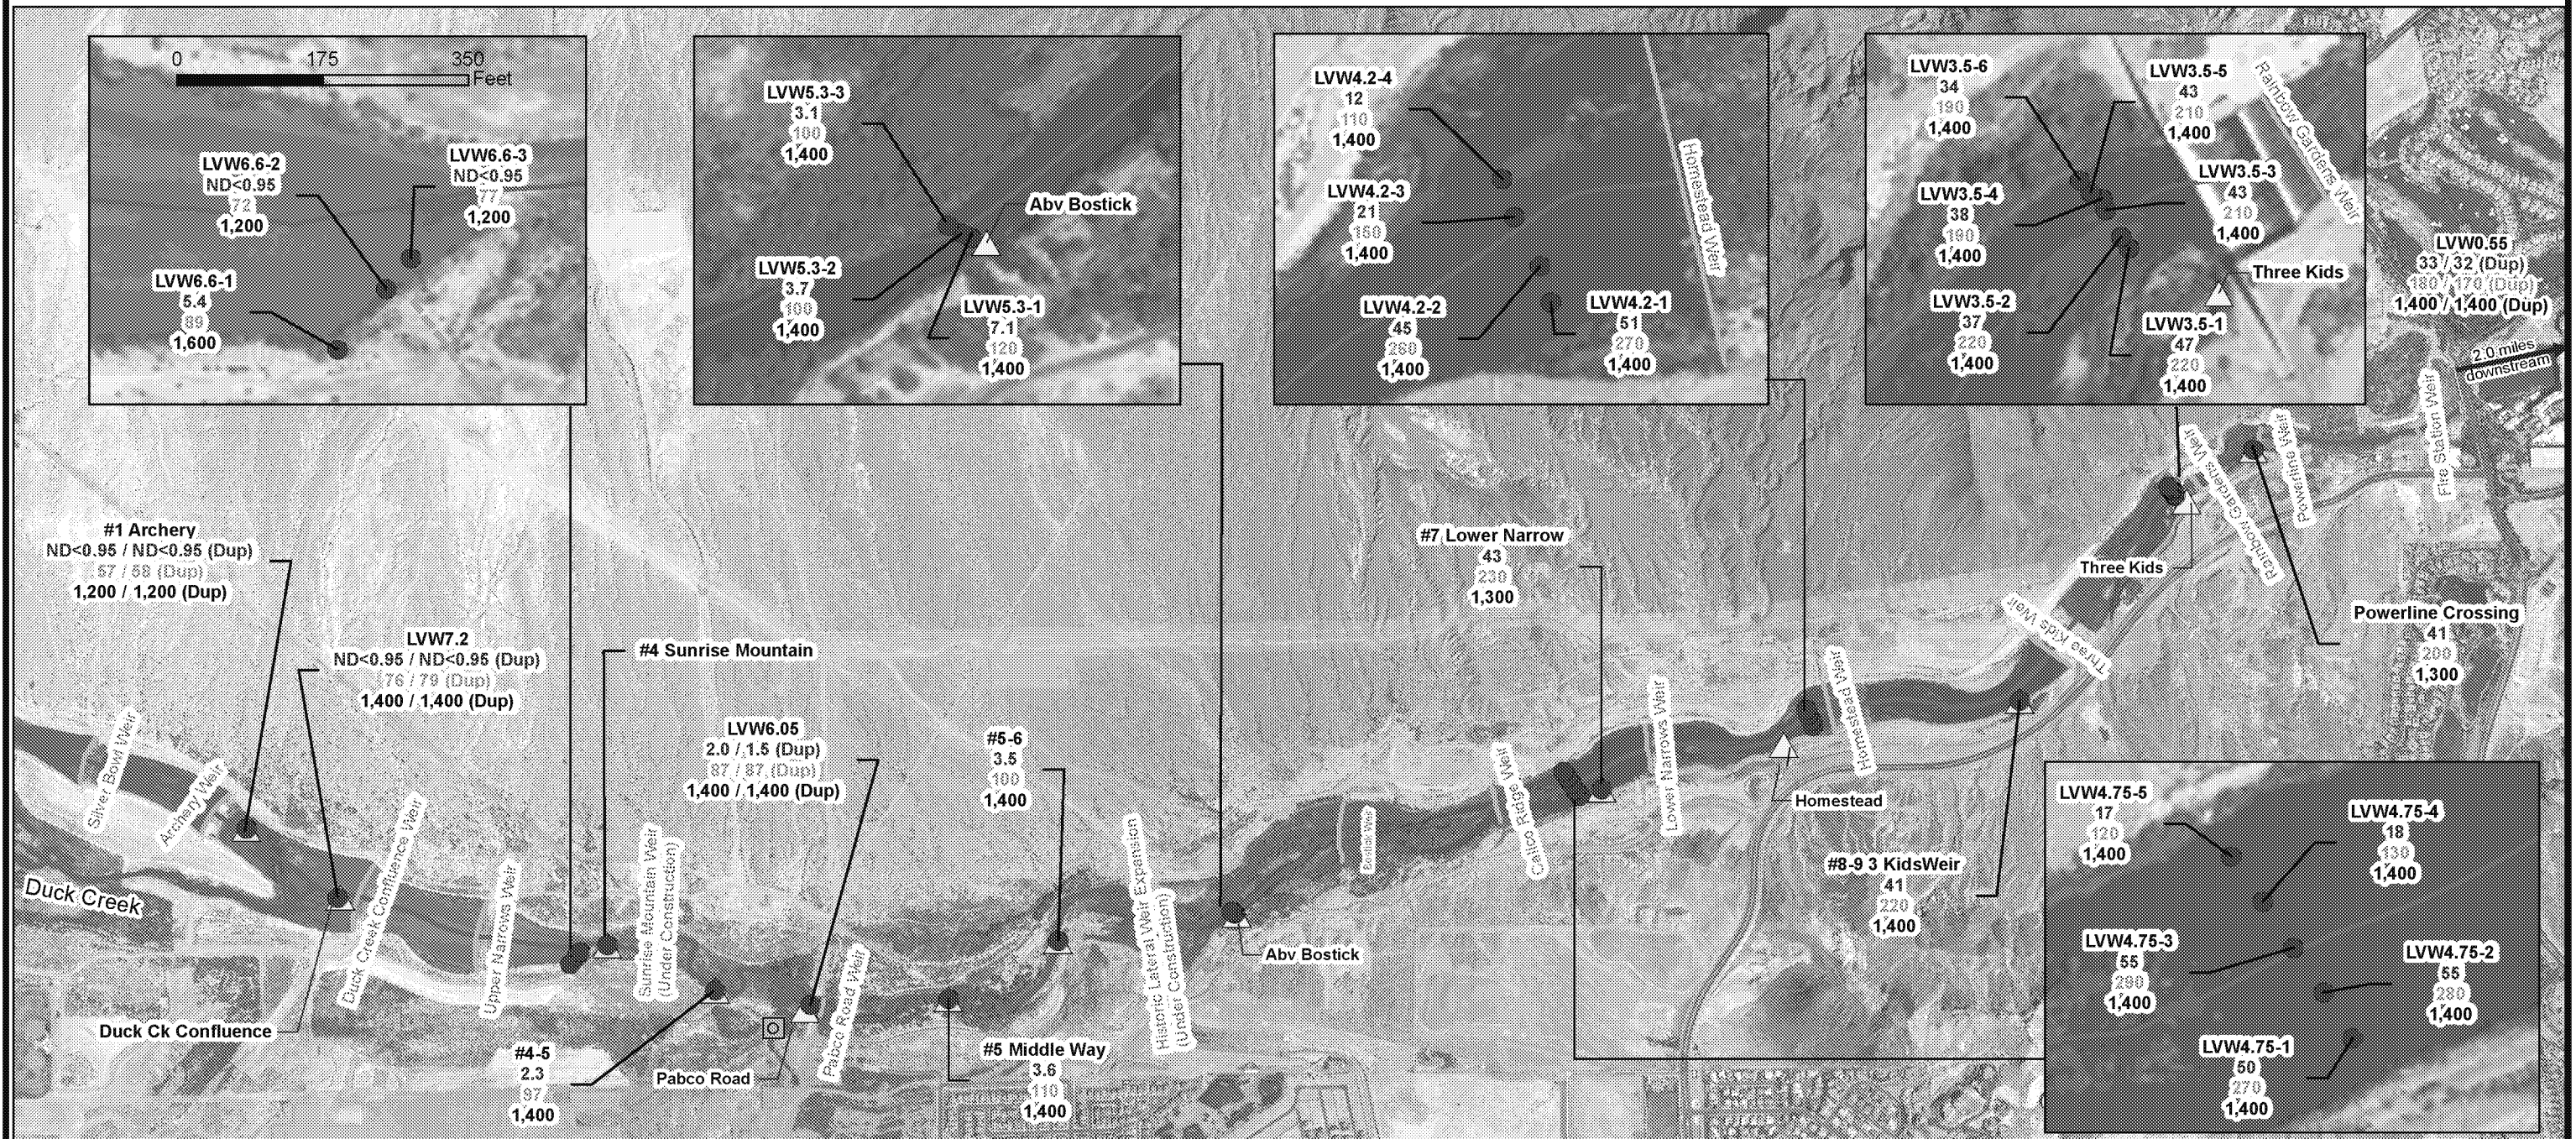 0 175 350
Feet
LVW6.6-2
ND<0.95
72
1,200
LVW6.6-3
ND<0.95
77
1,200
LVW6.6-1
5.4
89
1,600
LVW5.3-3
3.1
100
1,400
Abv Bostick
LVW5.3-2
3.7
100
1,400
LVW5.3-1
7.1
120
1,400
LVW4.2-4
12
110
1,400
LVW4.2-3
21
150
1,400
LVW4.2-2
45
260
1,400
LVW4.2-1
51
270
1,400
Homestead Weir
LVW3.5-6
34
190
1,400
LVW3.5-5
43
210
1,400
Rainbow Gardens Weir
LVW3.5-4
38
190
1,400
LVW3.5-3
43
210
1,400
Three Kids
LVW3.5-2
37
220
1,400
LVW3.5-1
47
220
1,400
LVW0.55
33 / 32 (Dup)
180 / 170 (Dup)
1,400 / 1,400 (Dup)
2.0 miles
downstream
#1 Archery
ND<0.95 / ND<0.95 (Dup)
57 / 58 (Dup)
1,200 / 1,200 (Dup)
LVW7.2
ND<0.95 / ND<0.95 (Dup)
76 / 79 (Dup)
1,400 / 1,400 (Dup)
#4 Sunrise Mountain
LVW6.05
2.0 / 1.5 (Dup)
87 / 87 (Dup)
1,400 / 1,400 (Dup)
#5-6
3.5
100
1,400
#7 Lower Narrow
43
230
1,300
Three Kids
Rainbow Gardens Weir
Powerline Weir
Fire Station Weir
Three Kids Weir
Powerline Crossing
41
200
1,300
Silver Bowl Weir
Archery Weir
Duck Creek
Duck Creek Confluence Weir
Upper Narrows Weir
Sunrise Mountain Weir
(Under Construction)
Pabco Road Weir
Historic Lateral Weir Expansion
(Under Construction)
Bostick Weir
Calico Ridge Weir
Lower Narrows Weir
Homestead Weir
Homestead
Abv Bostick
#8-9 3 KidsWeir
41
220
1,400
Duck Ck Confluence
#4-5
2.3
97
1,400
Pabco Road
#5 Middle Way
3.6
110
1,400
LVW4.75-5
17
120
1,400
LVW4.75-4
18
130
1,400
LVW4.75-3
55
290
1,400
LVW4.75-2
55
280
1,400
LVW4.75-1
50
270
1,400